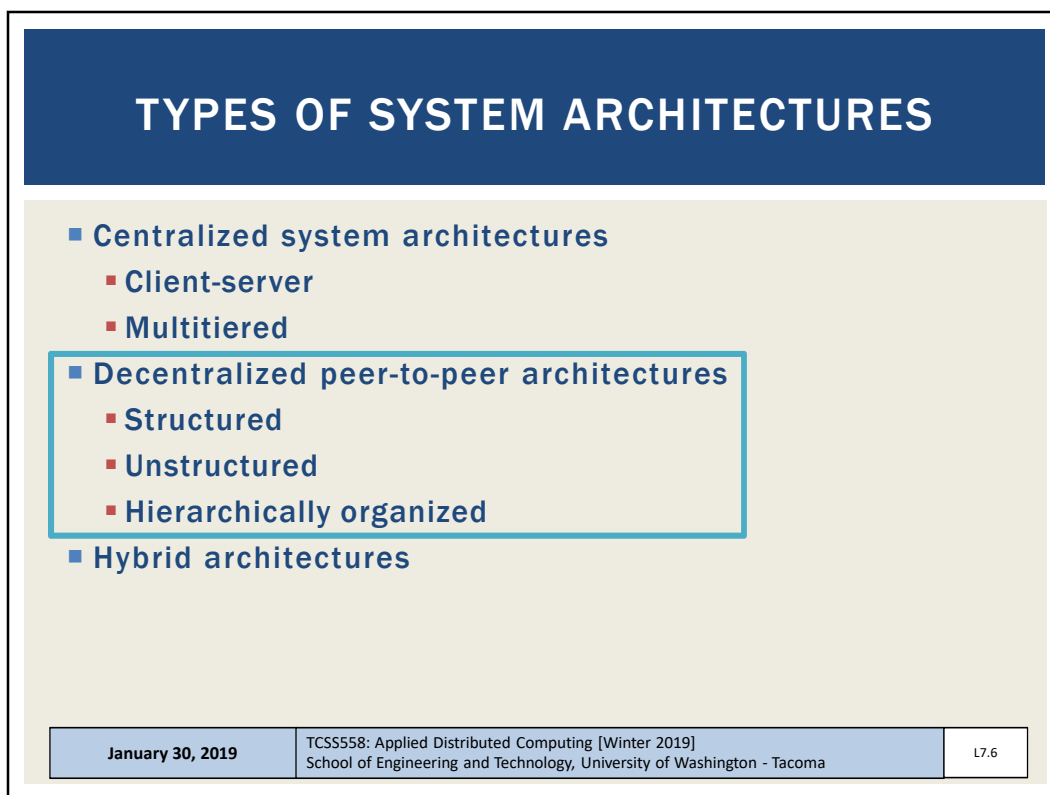 TYPES OF SYSTEM ARCHITECTURES
Centralized system architectures
Client-server
Multitiered
Decentralized peer-to-peer architectures
Structured
Unstructured
Hierarchically organized
Hybrid architectures
January 30, 2019
TCSS558: Applied Distributed Computing [Winter 2019]
School of Engineering and Technology, University of Washington - Tacoma
L7.6